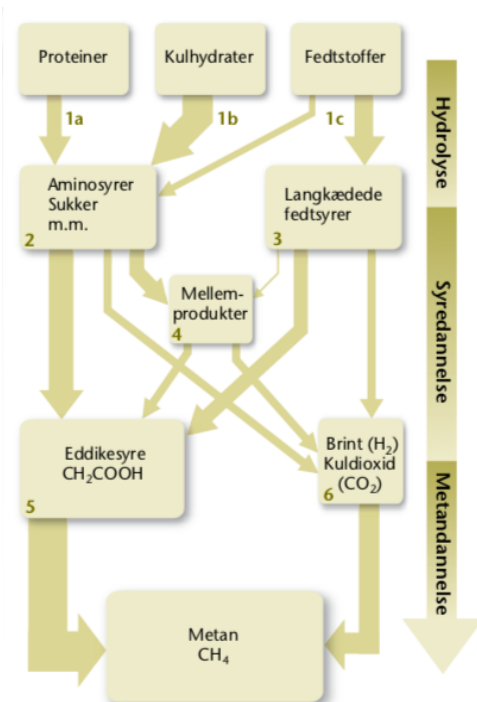 Proteiner
Kulhydrater
Fedtstoffer
1a
1b
1c
Hydrolyse
Aminosyrer
Sukker
m.m.
2
Langkædede
fedtsyrer
3
Syredannelse
Mellem-
produkter
4
Eddikesyre
CH₂COOH
5
Brint (H₂)
Kuldioxid
(CO₂)
6
Metandannelse
Metan
CH₄